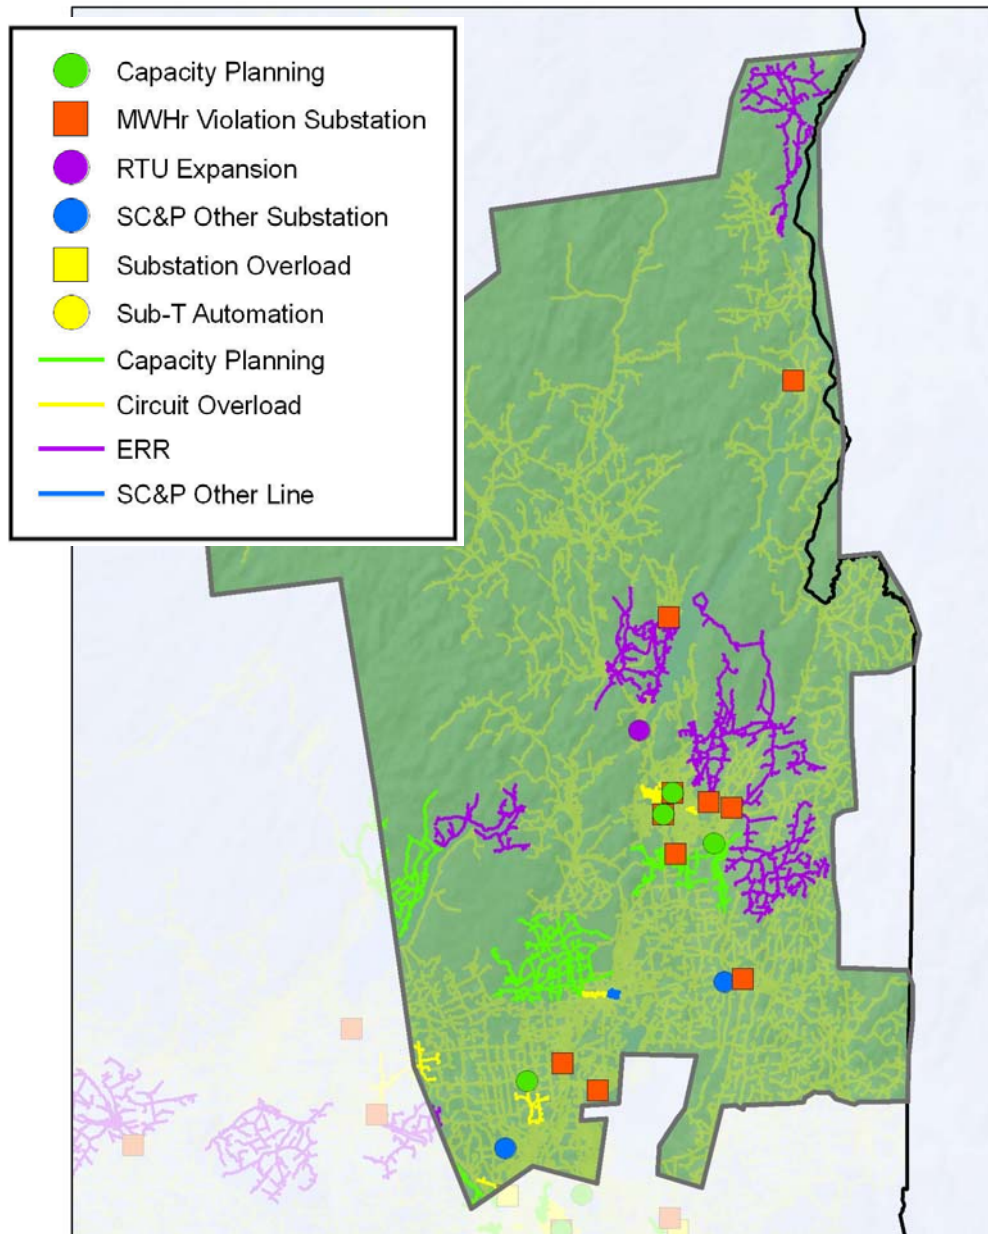 Capacity Planning
MWHr Violation Substation
RTU Expansion
SC&P Other Substation
Substation Overload
Sub-T Automation
Capacity Planning
Circuit Overload
ERR
SC&P Other Line